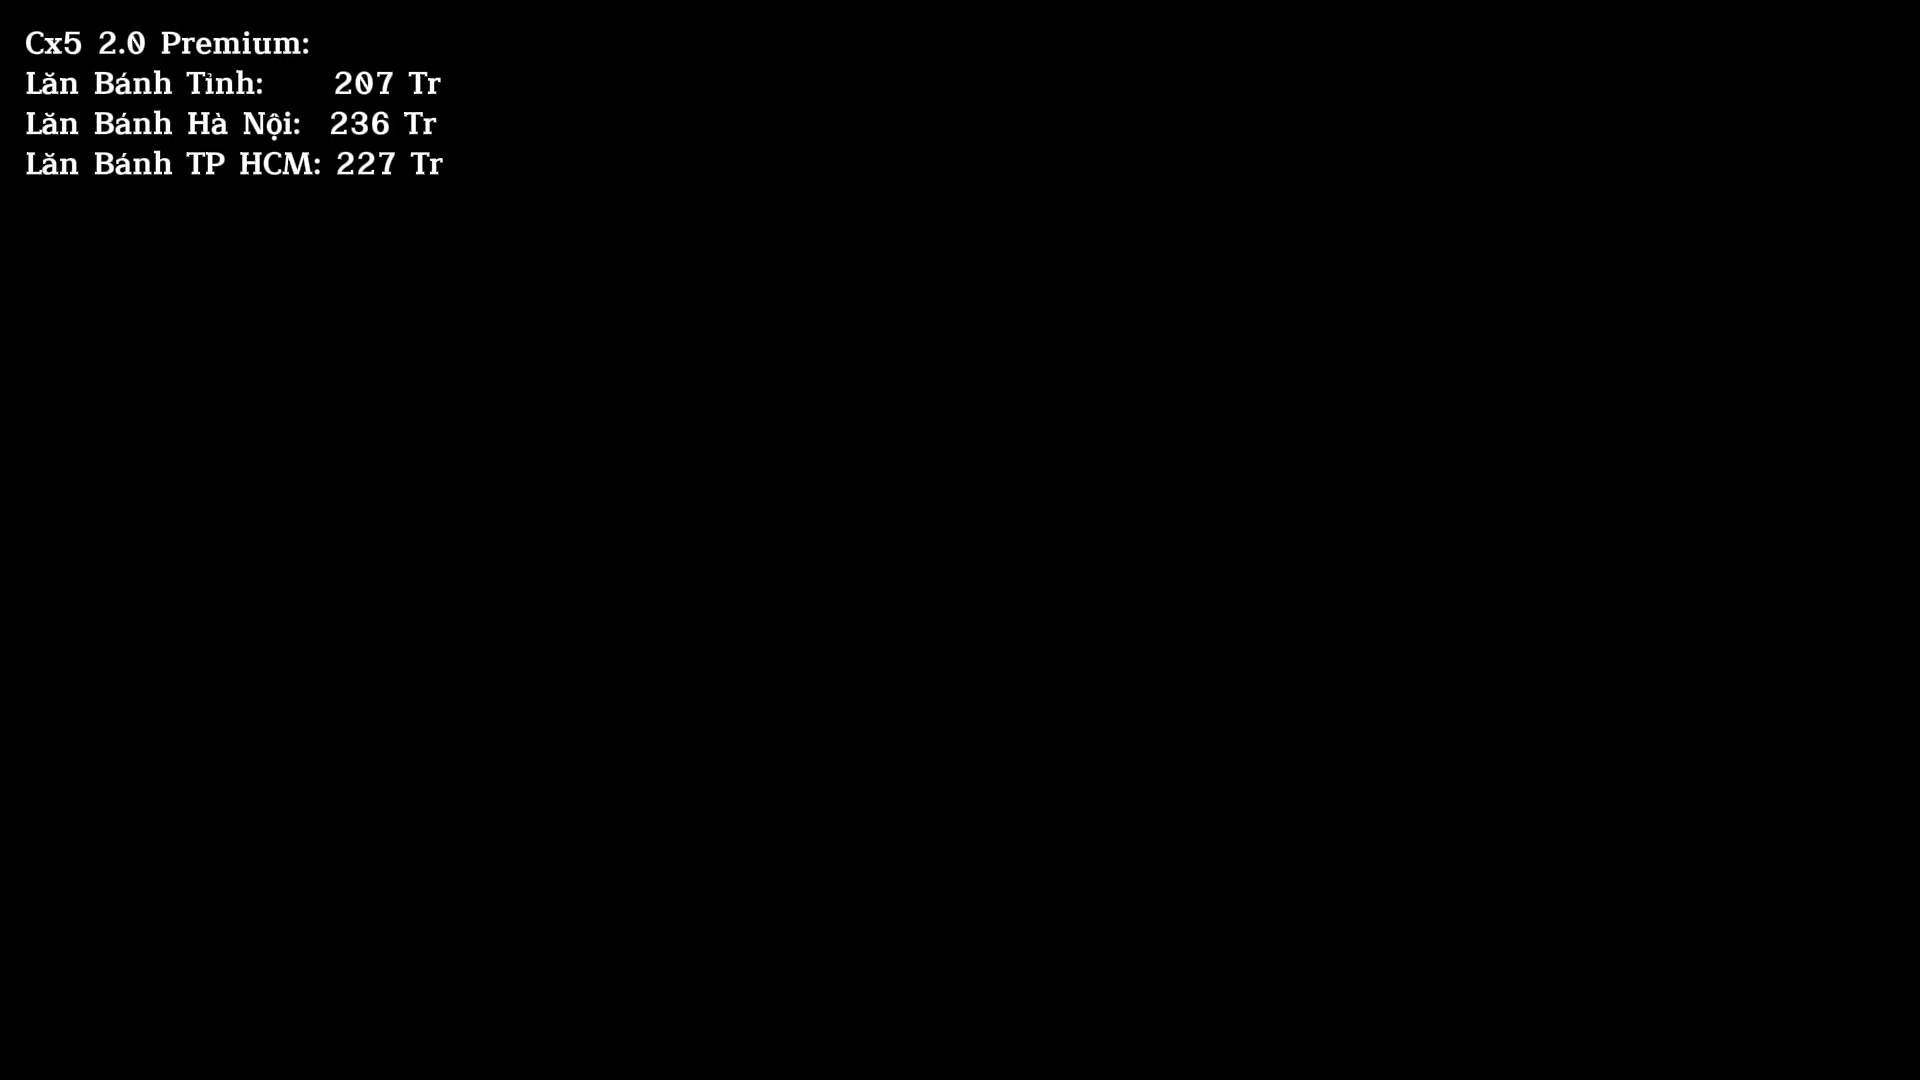 Cx5 2.0 Premium:
Lăn Bánh Tỉnh: 207 Tr
Lăn Bánh Hà Nội: 236 Tr
Lăn Bánh TP HCM: 227 Tr